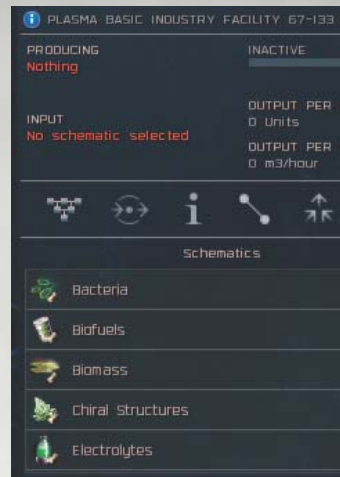 PLASMA BASIC INDUSTRY FACILITY 67-133
PRODUCING
Nothing
INACTIVE
INPUT
No schematic selected
OUTPUT PER
0 Units
OUTPUT PER
0 m3/hour
Schematics
Bacteria
Biofuels
Biomass
Chiral Structures
Electrolytes